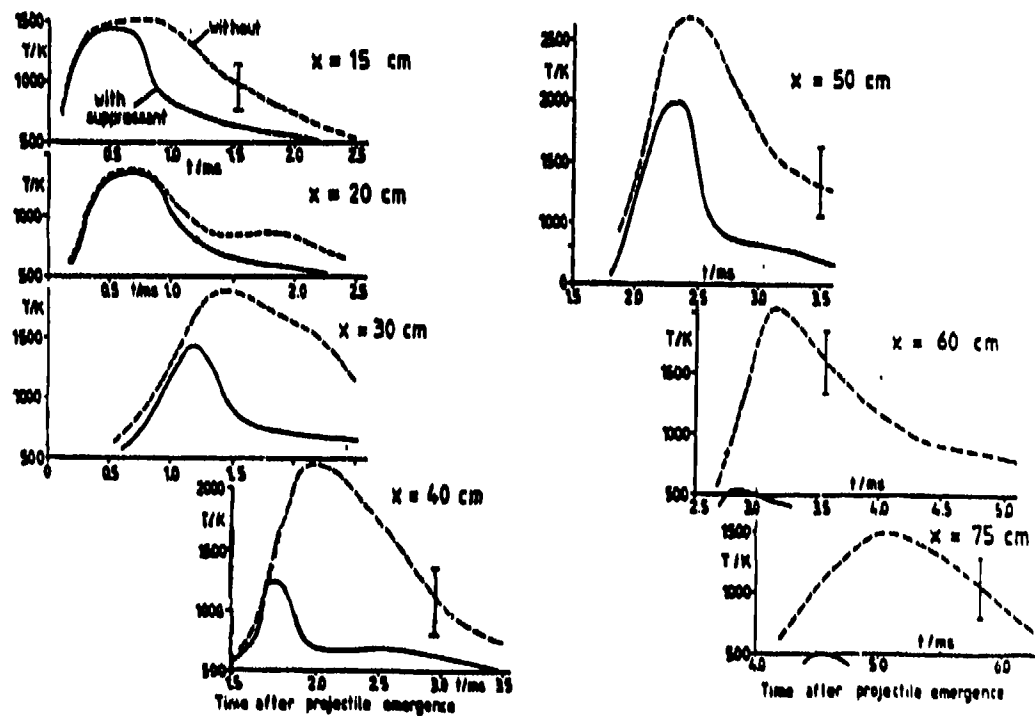 1500
T/K
1000
500
without
with
suppressant
x = 15 cm
0.5 1.0 1.5 2.0 2.5
t/ms
T/K
1000
500
x = 20 cm
0.5 t/ms 1.0 1.5 2.0 2.5
T/K
1500
1000
500
x = 30 cm
0 0.5 1.0 1.5
2000
T/K
1500
1000
500
x = 40 cm
1.5 2.0 2.5 3.0 t/ms 3.5
Time after projectile emergence
2500
T/K
2000
1500
1000
x = 50 cm
t/ms
1.5 2.0 2.5 3.0 3.5
T/K
1500
1000
500
x = 60 cm
t/ms
2.5 3.0 3.5 4.0 4.5 5.0
1500
T/K
1000
500
x = 75 cm
t/ms
4.0 5.0 6.0
Time after projectile emergence